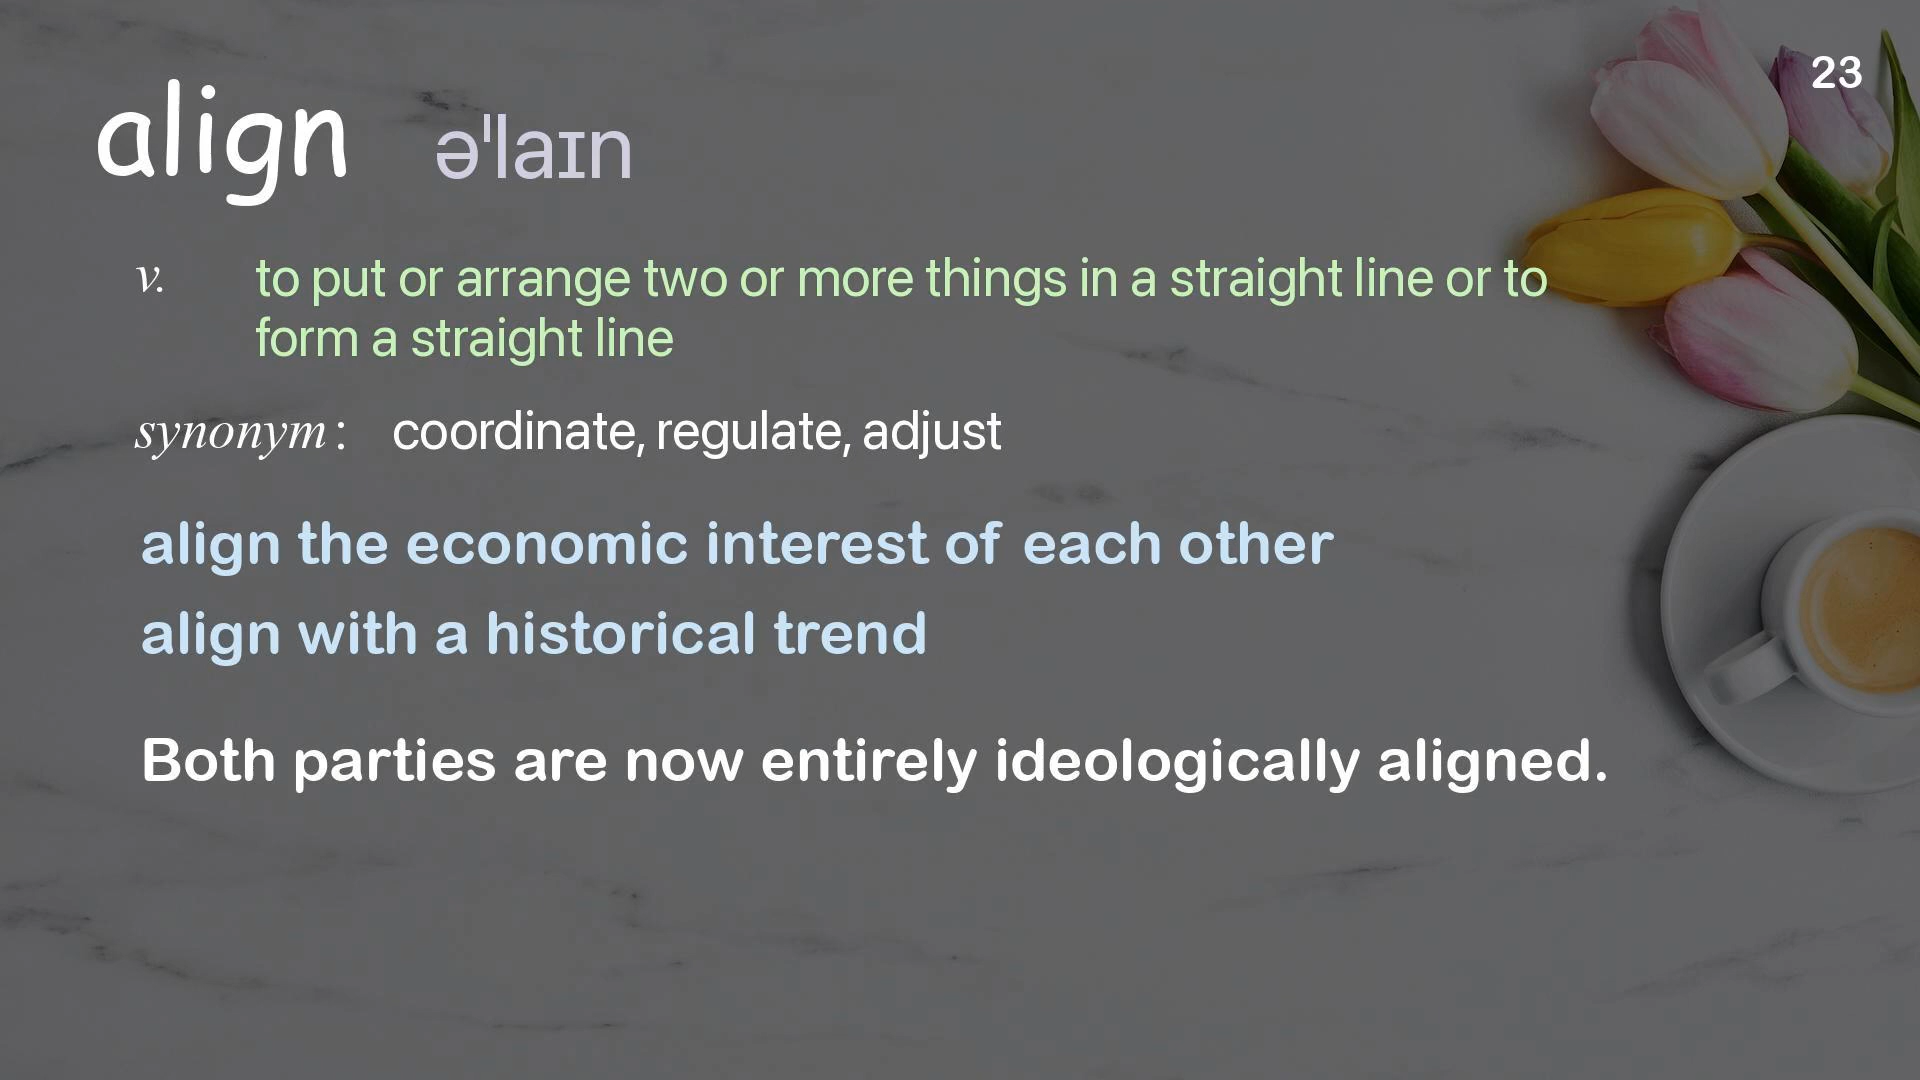 23
align əˈlaɪn
v. to put or arrange two or more things in a straight line or to
form a straight line
synonym: coordinate, regulate, adjust
align the economic interest of each other
align with a historical trend
Both parties are now entirely ideologically aligned.